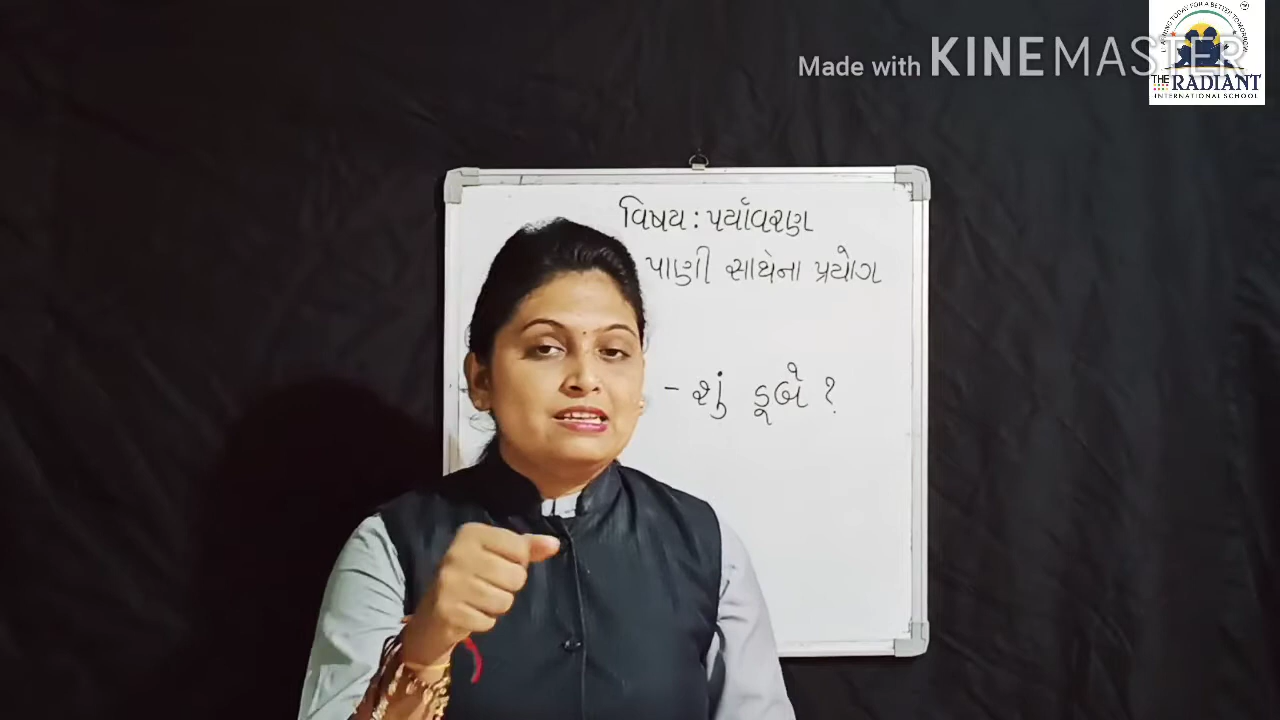 Made with KINEMASTER
THE RADIANT
INTERNATIONAL SCHOOL
વિષય : પર્યાવરણ
પાણી સાથેના પ્રયોગ
- શું ડૂબે ?